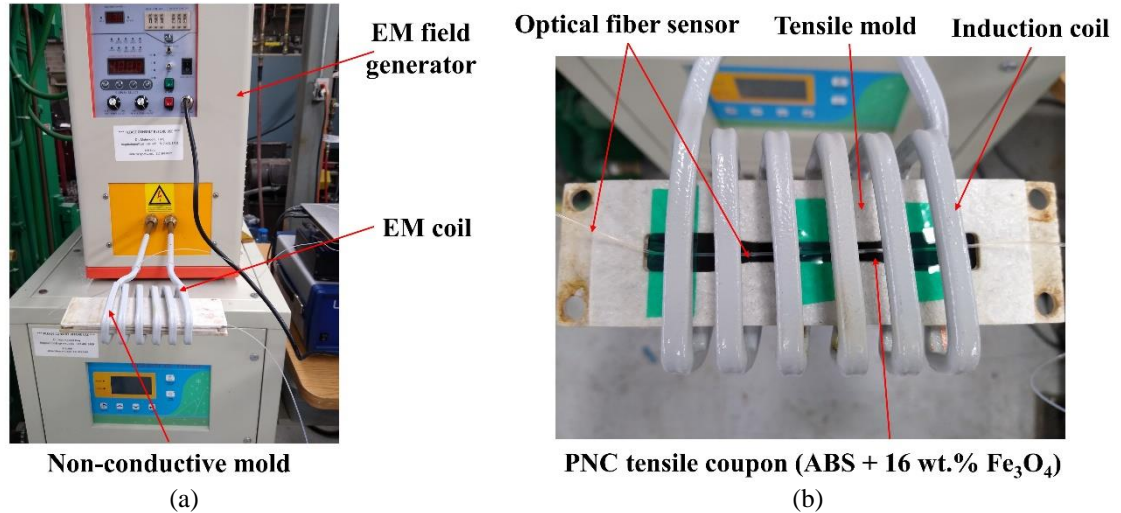 EM field
generator
EM coil
Non-conductive mold
(a)
Optical fiber sensor
Tensile mold
Induction coil
PNC tensile coupon (ABS + 16 wt.% Fe₃O₄)
(b)